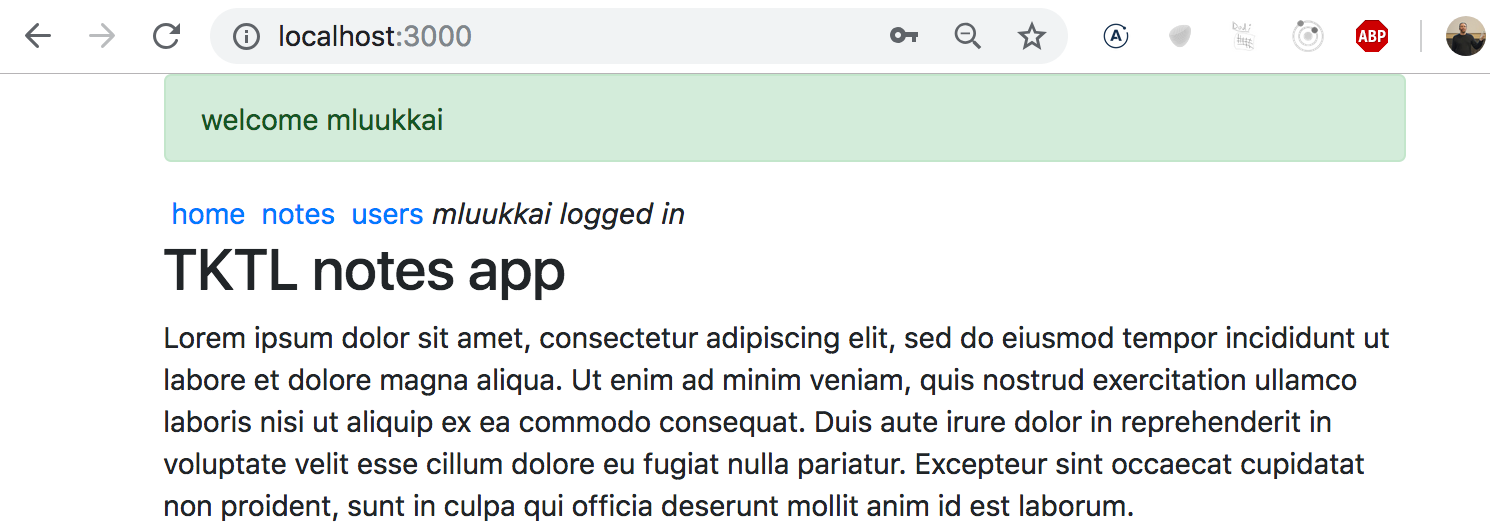 localhost:3000
A
ABP
welcome mluukkai
home notes users mluukkai logged in
TKTL notes app
Lorem ipsum dolor sit amet, consectetur adipiscing elit, sed do eiusmod tempor incididunt ut
labore et dolore magna aliqua. Ut enim ad minim veniam, quis nostrud exercitation ullamco
laboris nisi ut aliquip ex ea commodo consequat. Duis aute irure dolor in reprehenderit in
voluptate velit esse cillum dolore eu fugiat nulla pariatur. Excepteur sint occaecat cupidatat
non proident, sunt in culpa qui officia deserunt mollit anim id est laborum.